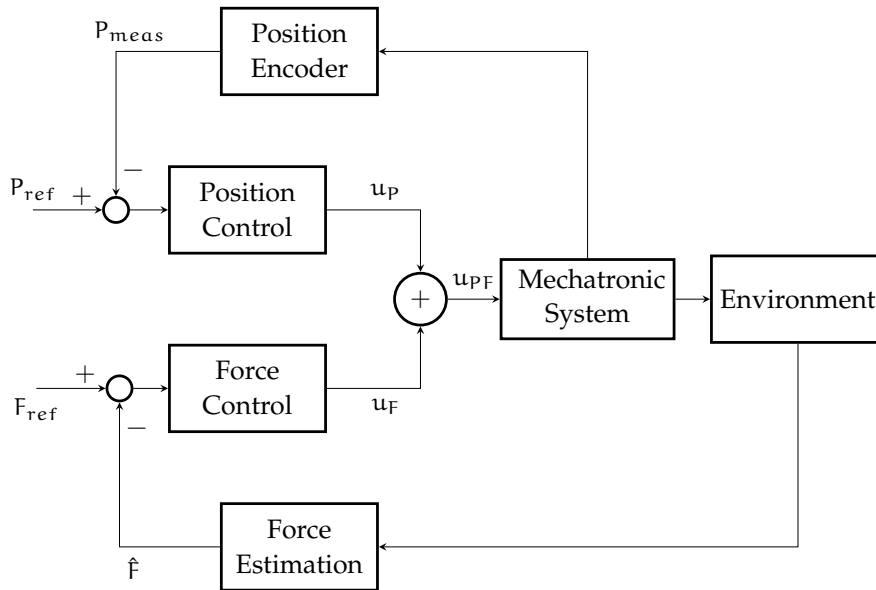 P_meas
Position
Encoder
−
P_ref
+
Position
Control
u_P
+
u_PF
Mechatronic
System
Environment
+
F_ref
−
Force
Control
u_F
Force
Estimation
F̂